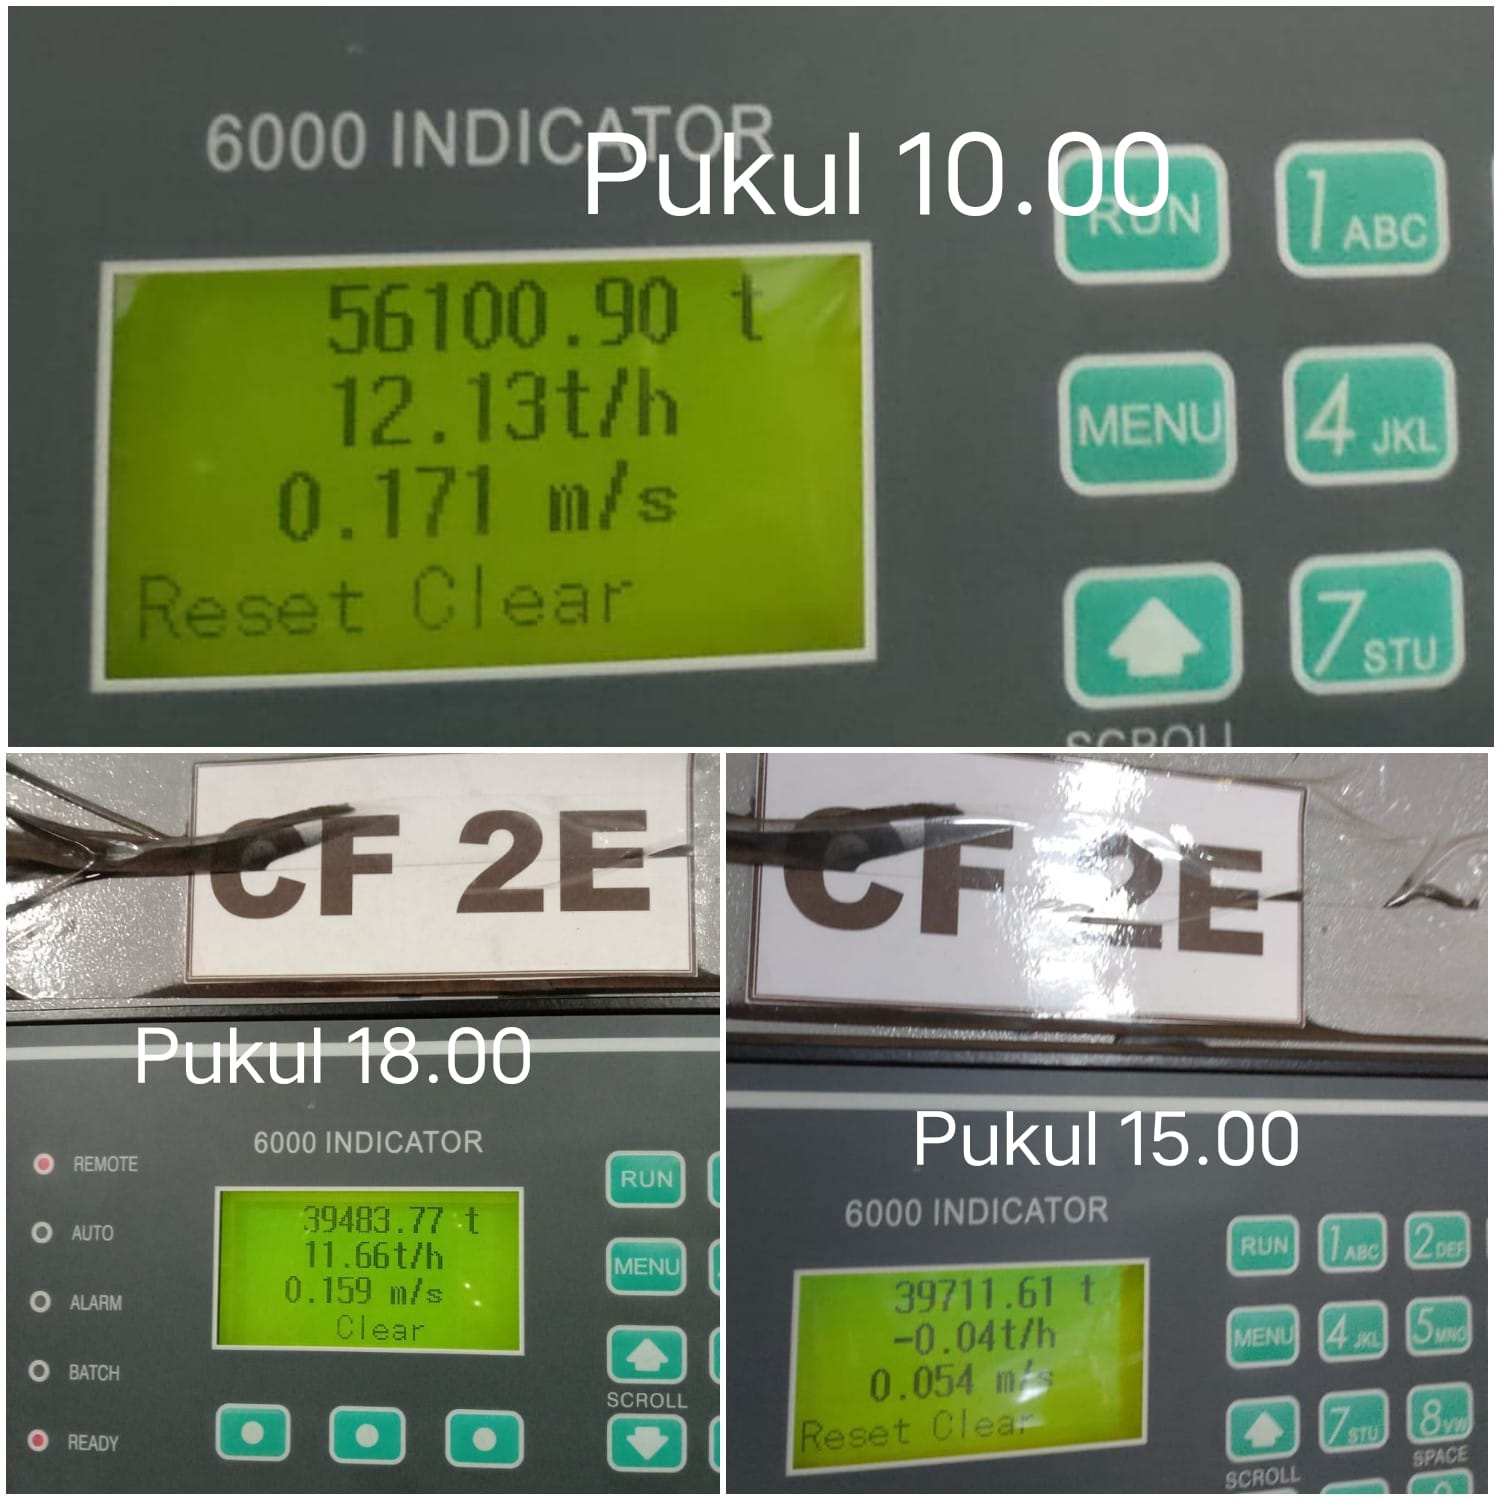 6000 INDICATOR
Pukul 10.00
56100.90 t
12.13t/h
0.171 m/s
Reset Clear
RUN
1 ABC
MENU
4 JKL
7 STU
SCROLL
CF 2E
Pukul 18.00
6000 INDICATOR
REMOTE
AUTO
ALARM
BATCH
READY
39483.77 t
11.66t/h
0.159 m/s
Clear
RUN
MENU
SCROLL
CF 2E
Pukul 15.00
6000 INDICATOR
39711.61 t
-0.04t/h
0.054 m/s
Reset Clear
RUN
1 ABC
2 DEF
MENU
4 JKL
5 MNO
7 STU
8 VW
SCROLL
SPACE